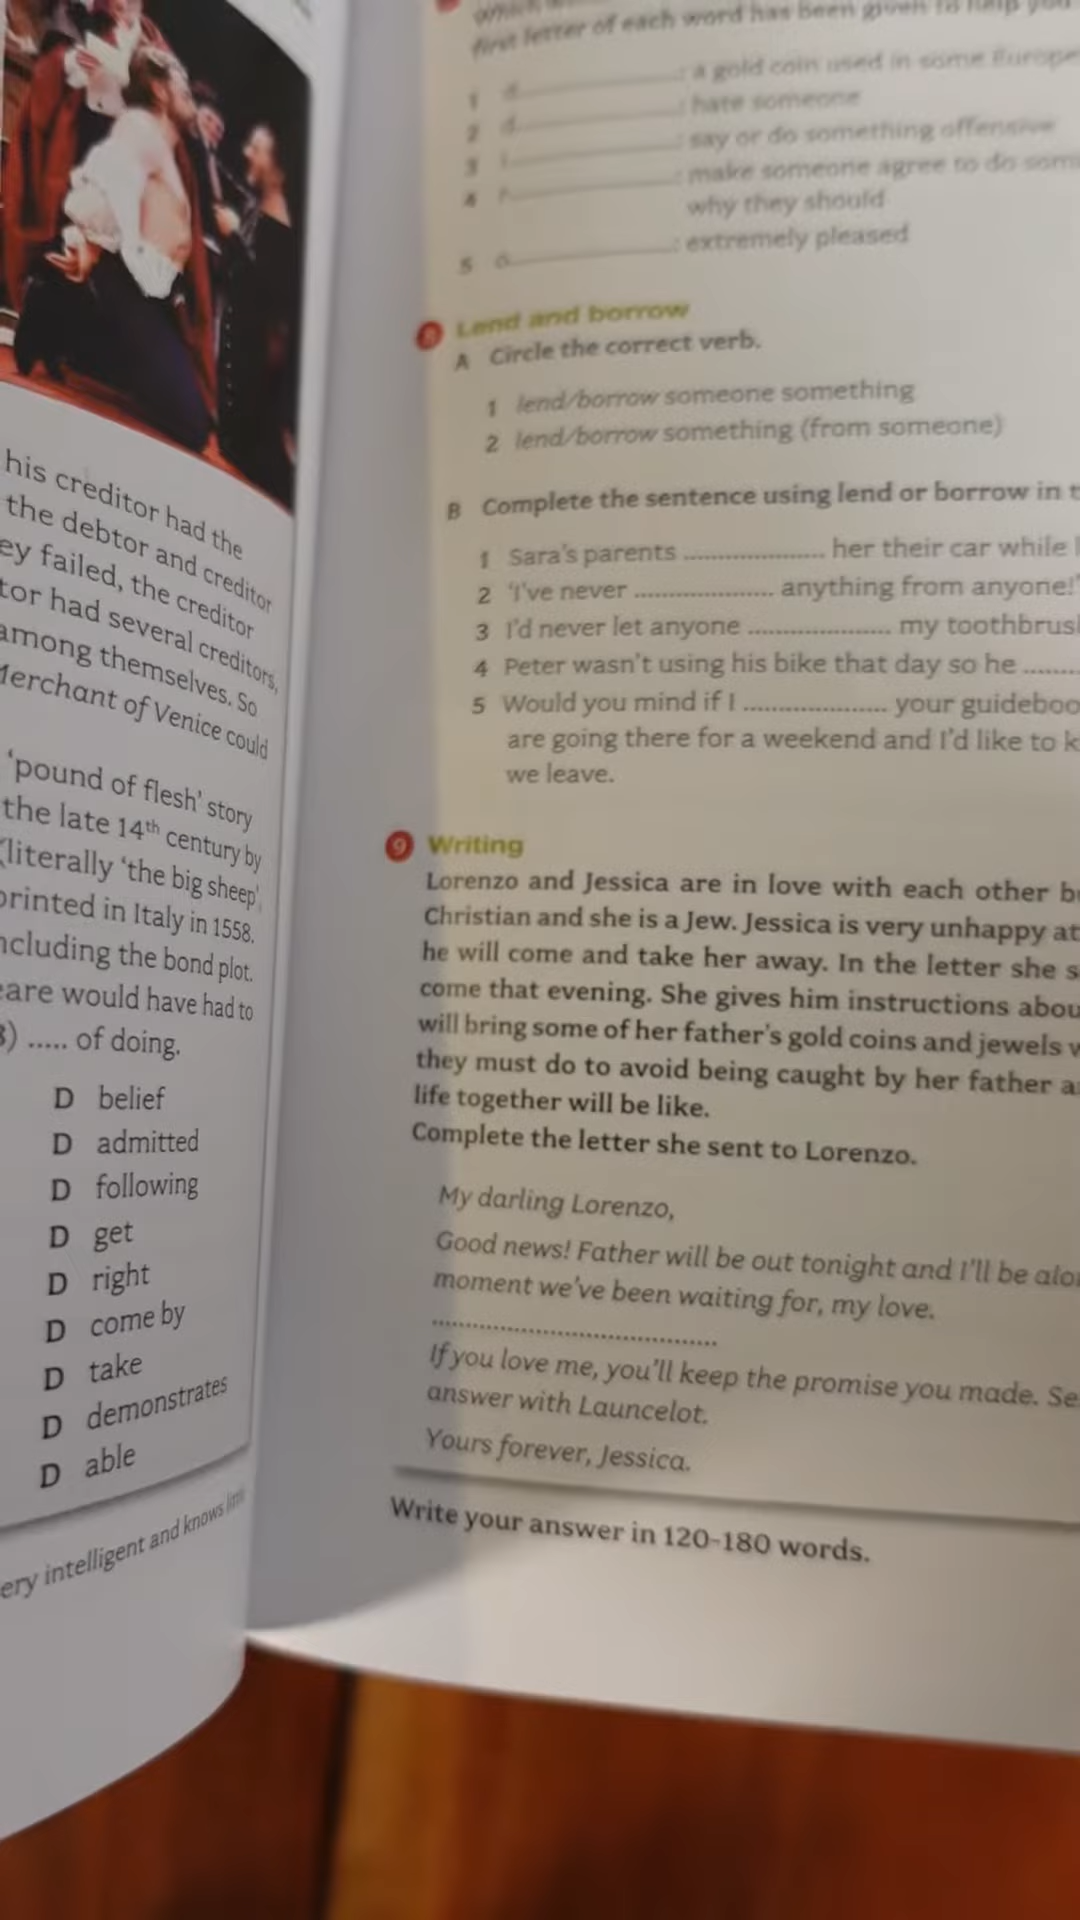 his creditor had the
the debtor and creditor
ey failed, the creditor
tor had several creditors,
among themselves. So
Merchant of Venice could
'pound of flesh' story
the late 14th century by
(literally 'the big sheep'
printed in Italy in 1558.
ncluding the bond plot.
eare would have had to
3) ..... of doing.
D belief
D admitted
D following
D get
D right
D come by
D take
D demonstrates
D able
ery intelligent and knows
first letter of each word has been given to help you
1 d : a gold coin used in some Europe
2 d : hate someone
3 : say or do something offensive
4 : make someone agree to do som
why they should
5 : extremely pleased
8 Lend and borrow
A Circle the correct verb.
1 lend/borrow someone something
2 lend/borrow something (from someone)
B Complete the sentence using lend or borrow in t
1 Sara's parents .................... her their car while
2 'I've never .................... anything from anyone!'
3 I'd never let anyone .................... my toothbrus
4 Peter wasn't using his bike that day so he ........
5 Would you mind if I .................... your guideboo
are going there for a weekend and I'd like to k
we leave.
9 Writing
Lorenzo and Jessica are in love with each other b
Christian and she is a Jew. Jessica is very unhappy at
he will come and take her away. In the letter she s
come that evening. She gives him instructions abou
will bring some of her father's gold coins and jewels w
they must do to avoid being caught by her father a
life together will be like.
Complete the letter she sent to Lorenzo.
My darling Lorenzo,
Good news! Father will be out tonight and I'll be alo
moment we've been waiting for, my love.
........................................
If you love me, you'll keep the promise you made. Se
answer with Launcelot.
Yours forever, Jessica.
Write your answer in 120-180 words.